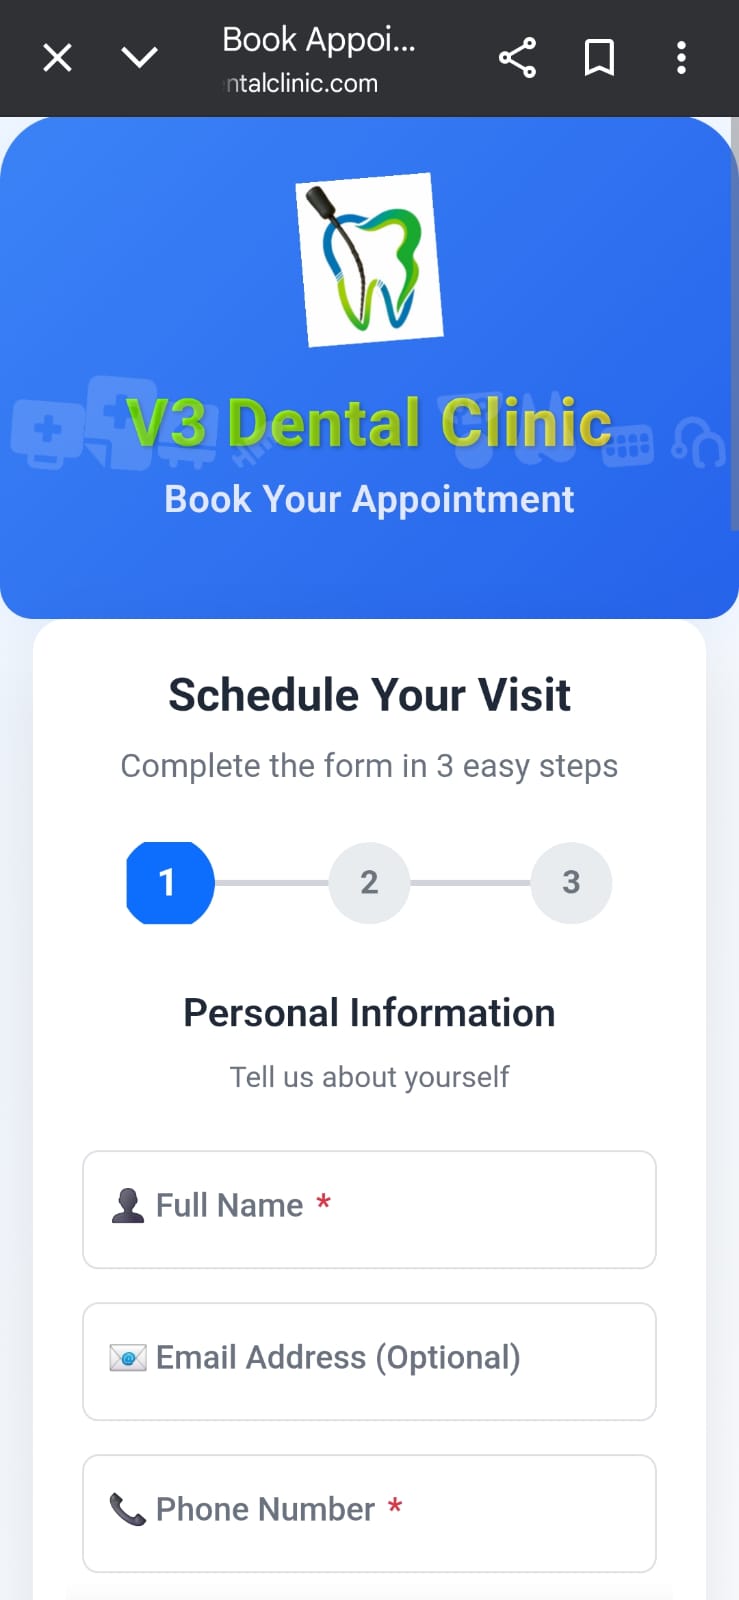 Book Appoi...
ntalclinic.com
V3 Dental Clinic
Book Your Appointment
Schedule Your Visit
Complete the form in 3 easy steps
1 2 3
Personal Information
Tell us about yourself
Full Name *
Email Address (Optional)
Phone Number *